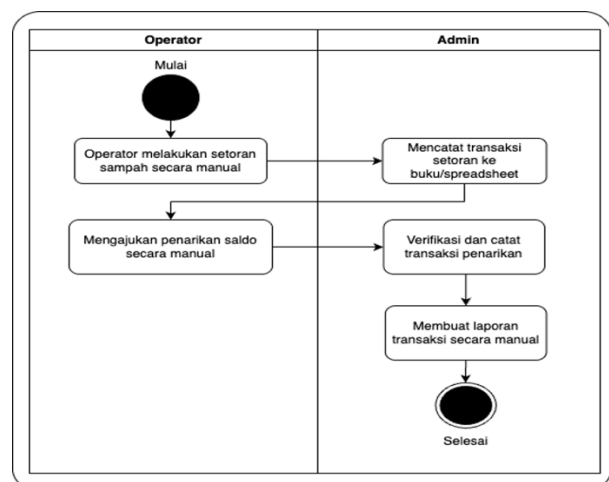 Operator
Admin
Mulai
Operator melakukan setoran
sampah secara manual
Mencatat transaksi
setoran ke
buku/spreadsheet
Mengajukan penarikan saldo
secara manual
Verifikasi dan catat
transaksi penarikan
Membuat laporan
transaksi secara manual
Selesai